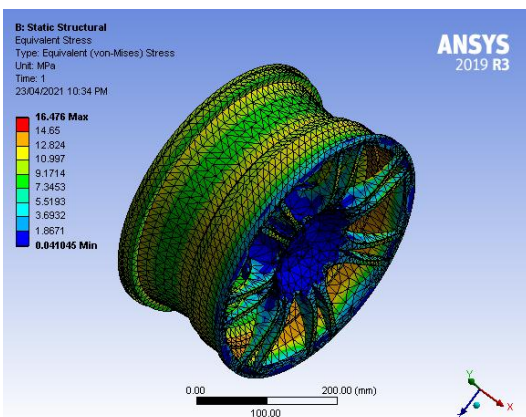 B: Static Structural
Equivalent Stress
Type: Equivalent (von-Mises) Stress
Unit: MPa
Time: 1
23/04/2021 10:34 PM
ANSYS
2019 R3
16.476 Max
14.65
12.824
10.997
9.1714
7.3453
5.5193
3.6932
1.8671
0.041045 Min
0.00
200.00 (mm)
100.00
Y
X